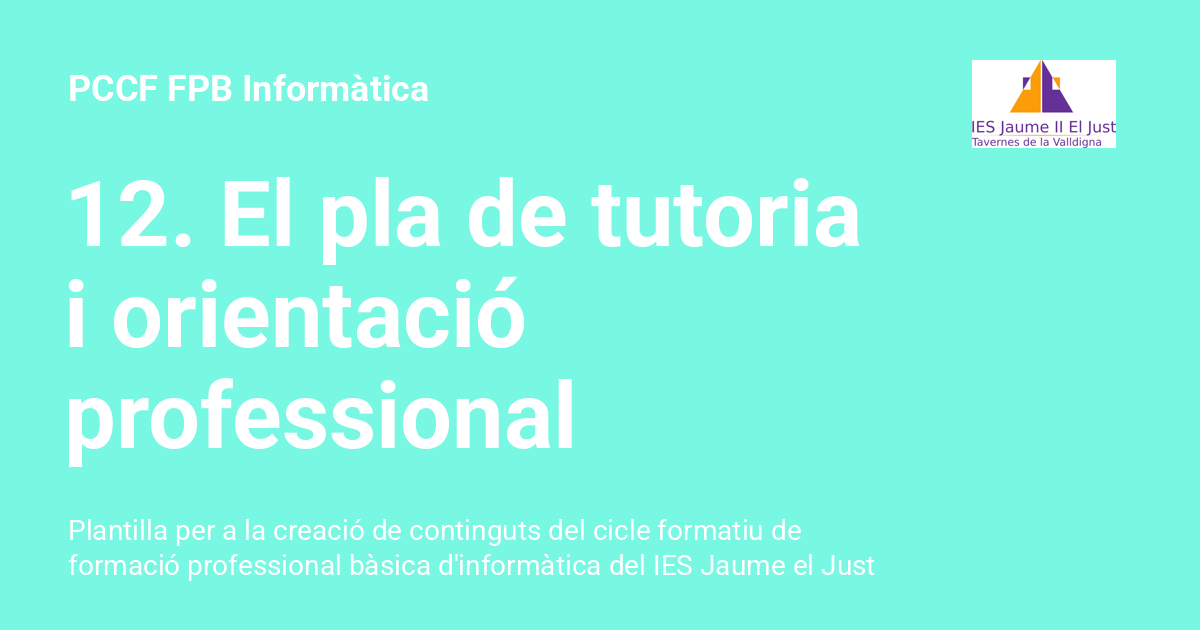 PCCF FPB Informàtica
IES Jaume II El Just
Tavernes de la Valldigna
12. El pla de tutoria
i orientació
professional
Plantilla per a la creació de continguts del cicle formatiu de
formació professional bàsica d'informàtica del IES Jaume el Just